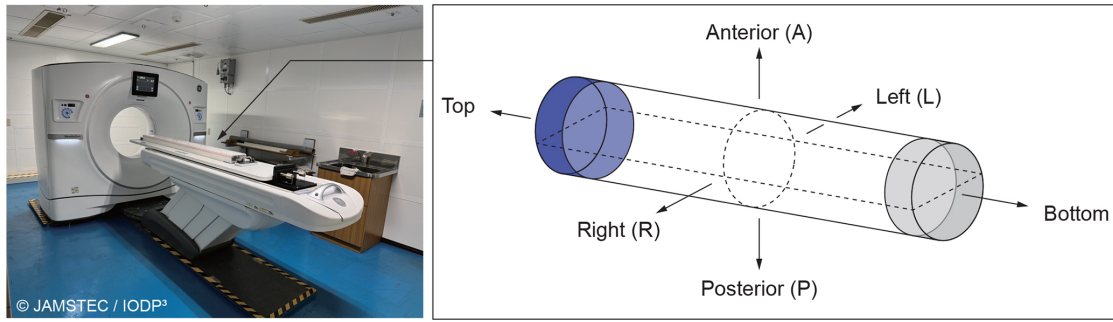 © JAMSTEC / IODP³
Anterior (A)
Left (L)
Top
Right (R)
Bottom
Posterior (P)